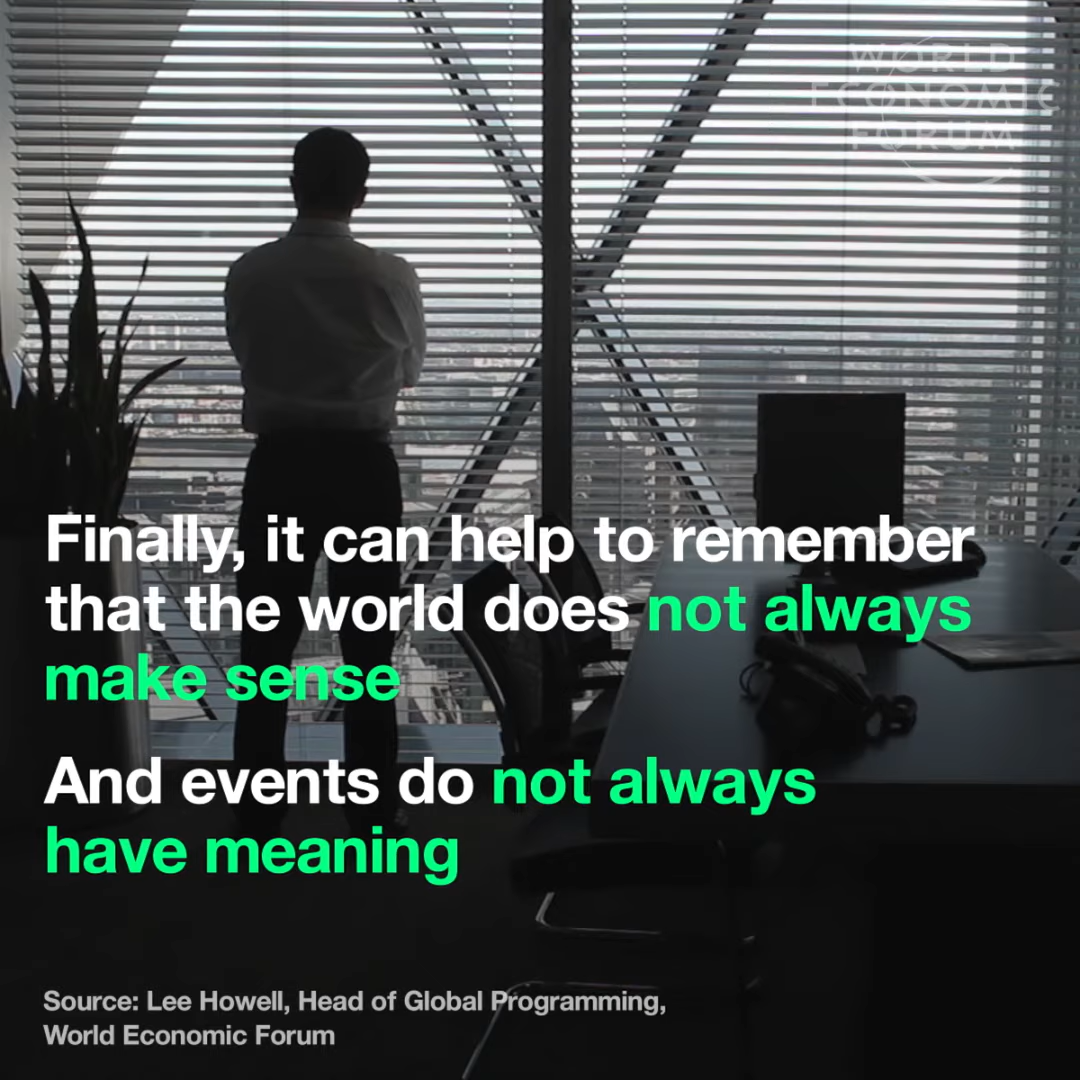 WORLD
ECONOMIC
FORUM
Finally, it can help to remember
that the world does not always
make sense
And events do not always
have meaning
Source: Lee Howell, Head of Global Programming,
World Economic Forum